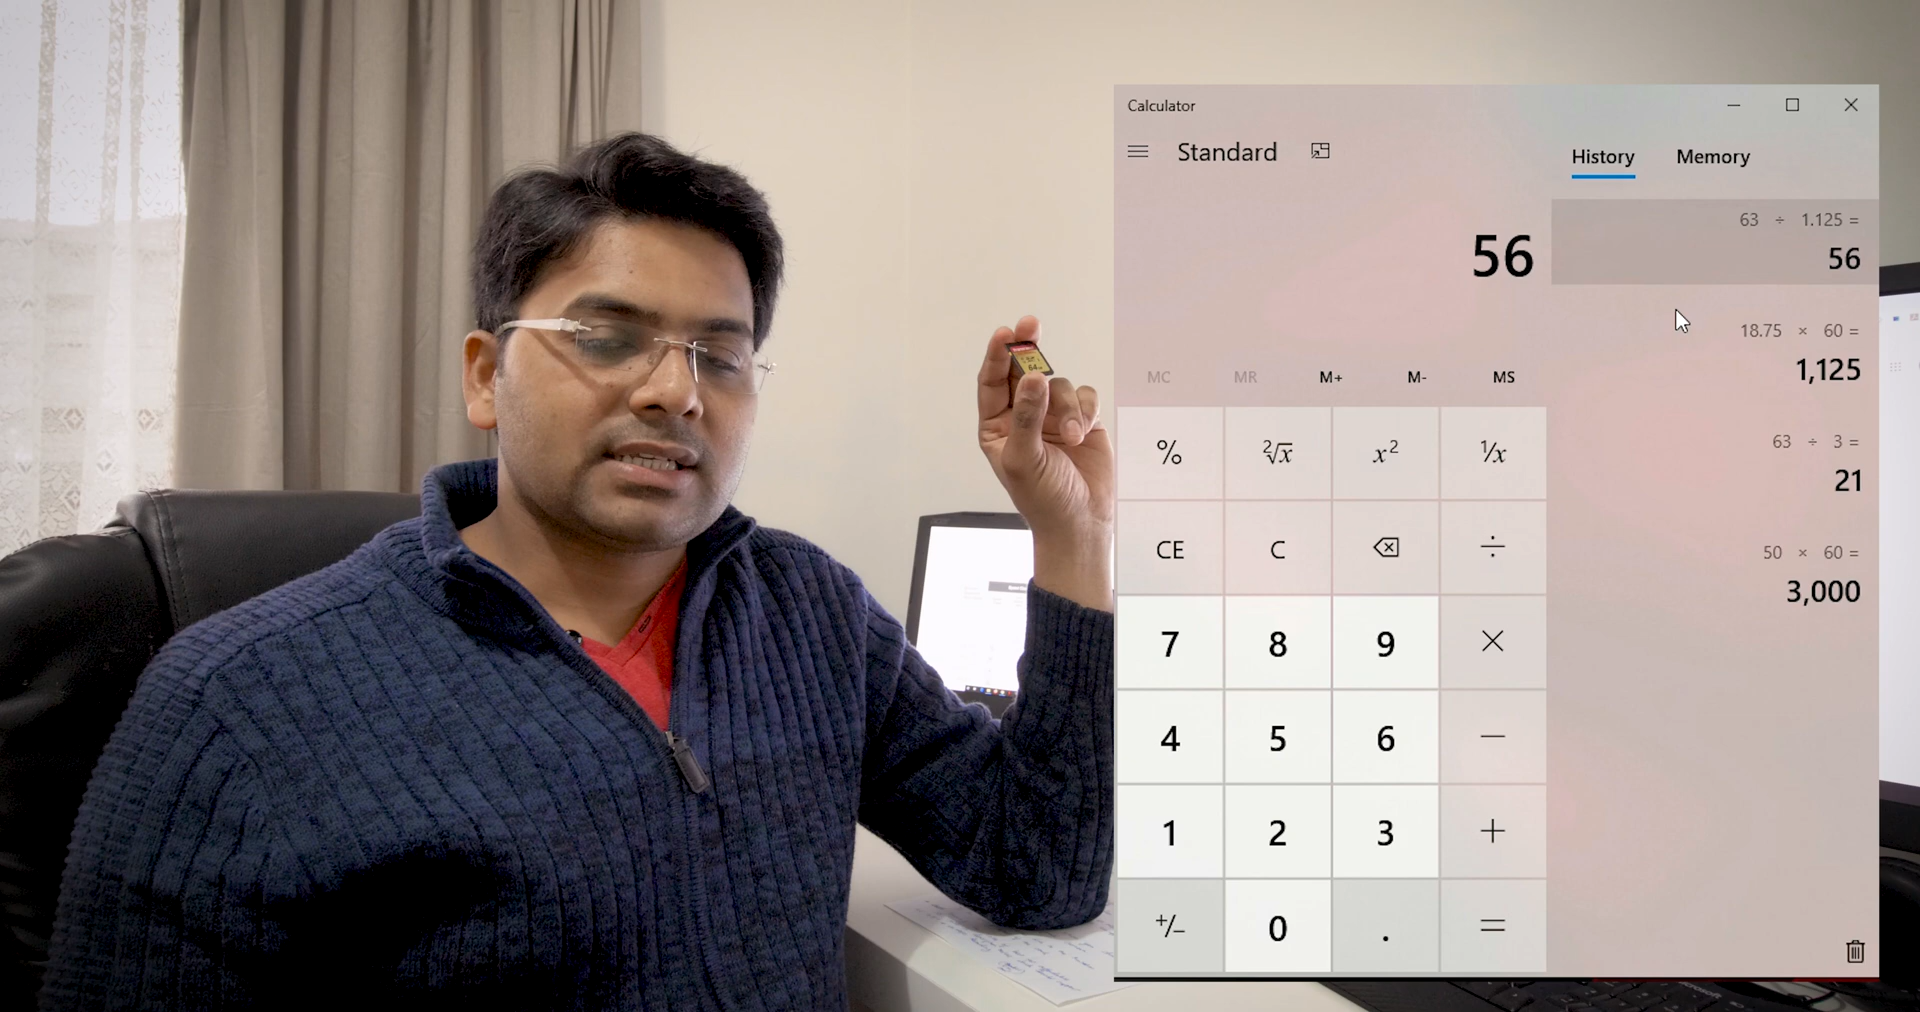 Calculator
Standard
History Memory
56
63 ÷ 1.125 =
56
18.75 × 60 =
1,125
63 ÷ 3 =
21
50 × 60 =
3,000
MC MR M+ M- MS
% ²√x x² ¹/x
CE C ÷
7 8 9 ×
4 5 6 −
1 2 3 +
+/− 0 . =
64